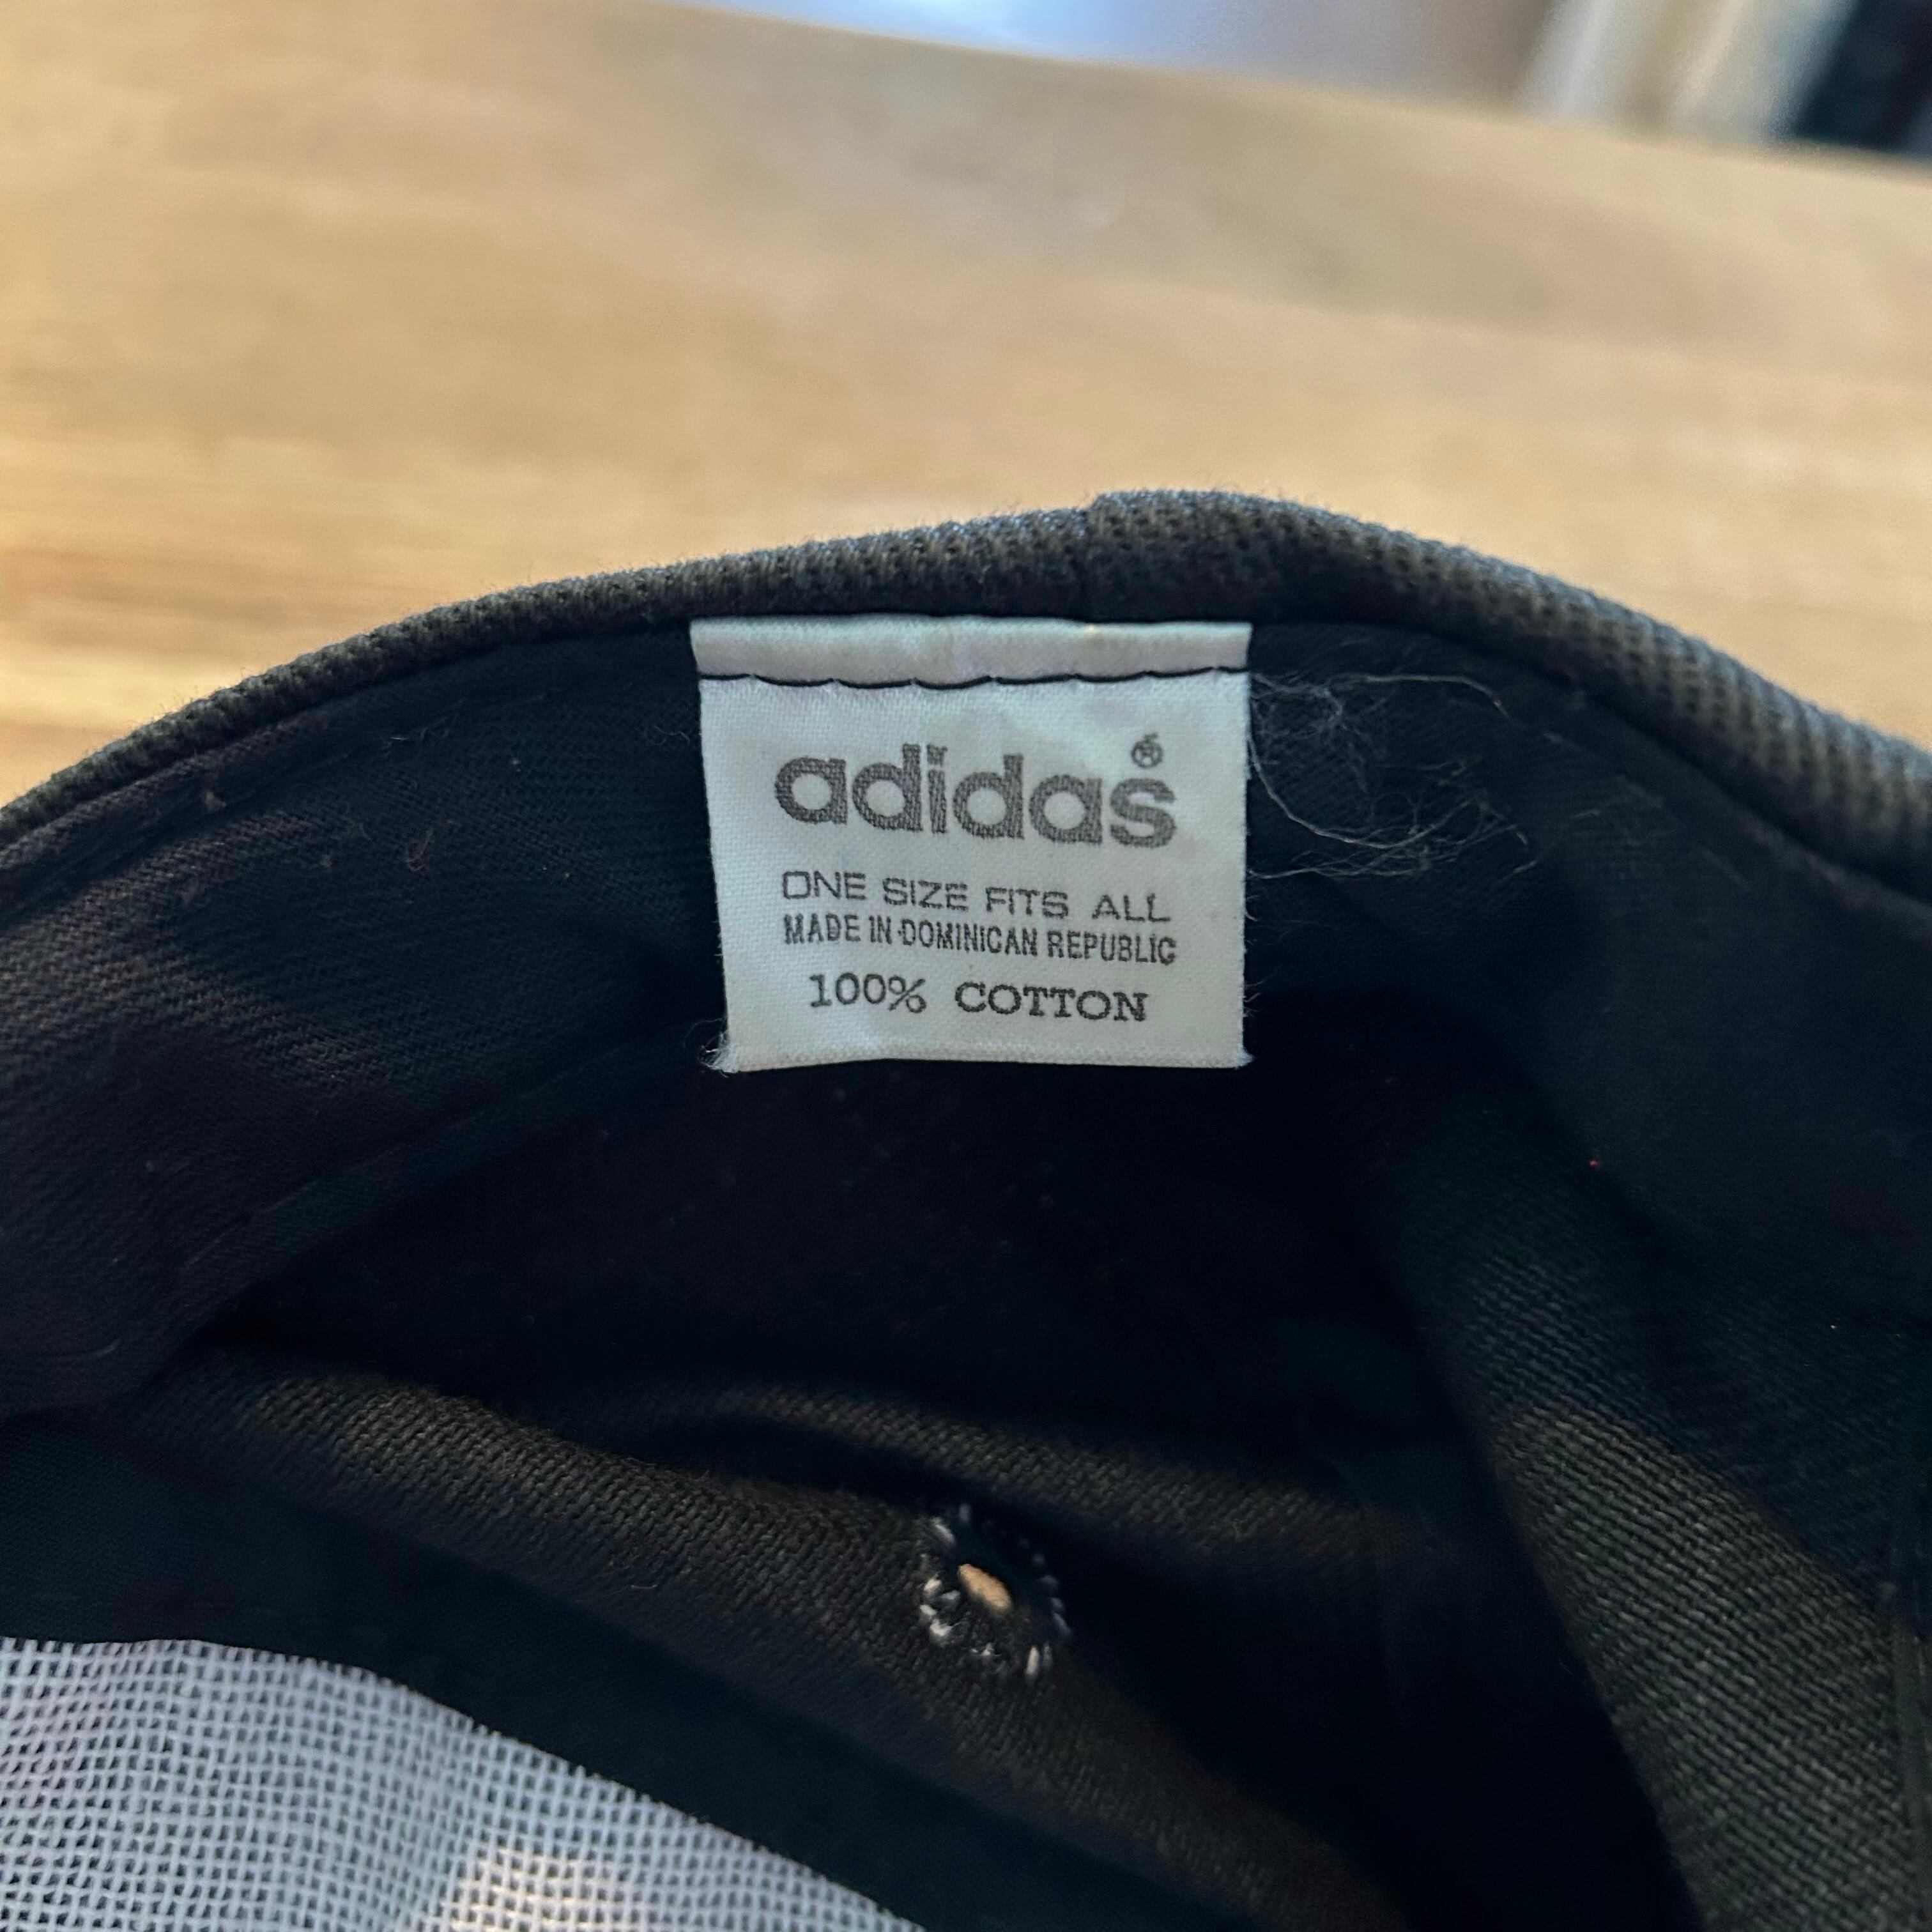 adidas®
ONE SIZE FITS ALL
MADE IN DOMINICAN REPUBLIC
100% COTTON